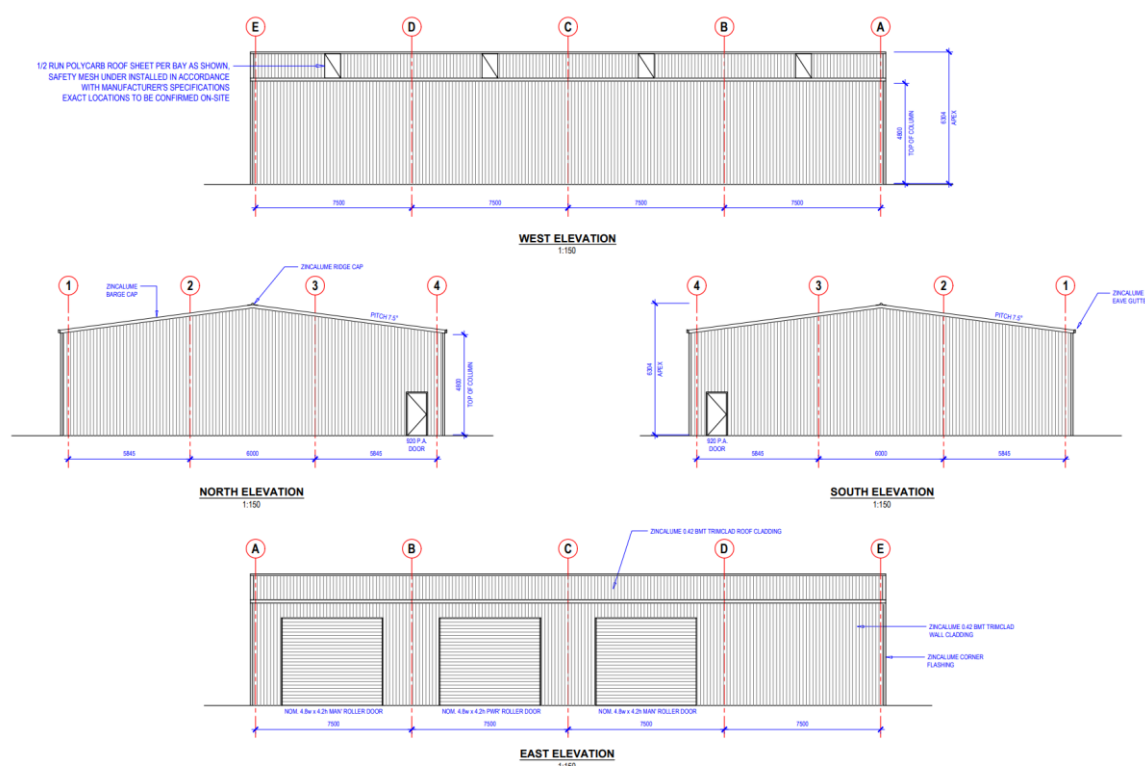 E D C B A
1/2 RUN POLYCARB ROOF SHEET PER BAY AS SHOWN,
SAFETY MESH UNDER INSTALLED IN ACCORDANCE
WITH MANUFACTURER'S SPECIFICATIONS
EXACT LOCATIONS TO BE CONFIRMED ON-SITE
4800
TOP OF COLUMN
6304
APEX
7500 7500 7500 7500
WEST ELEVATION
1:150
1 2 3 4
ZINCALUME RIDGE CAP
ZINCALUME
BARGE CAP
PITCH 7.5°
4800
TOP OF COLUMN
920 P.A.
DOOR
5845 6000 5845
NORTH ELEVATION
1:150
4 3 2 1
ZINCALUME
EAVE GUTTE
PITCH 7.5°
6304
APEX
920 P.A.
DOOR
5845 6000 5845
SOUTH ELEVATION
1:150
A B C D E
ZINCALUME 0.42 BMT TRIMCLAD ROOF CLADDING
ZINCALUME 0.42 BMT TRIMCLAD
WALL CLADDING
ZINCALUME CORNER
FLASHING
NOM. 4.8w x 4.2h MAN' ROLLER DOOR NOM. 4.8w x 4.2h PWR' ROLLER DOOR NOM. 4.8w x 4.2h MAN' ROLLER DOOR
7500 7500 7500 7500
EAST ELEVATION
1:150